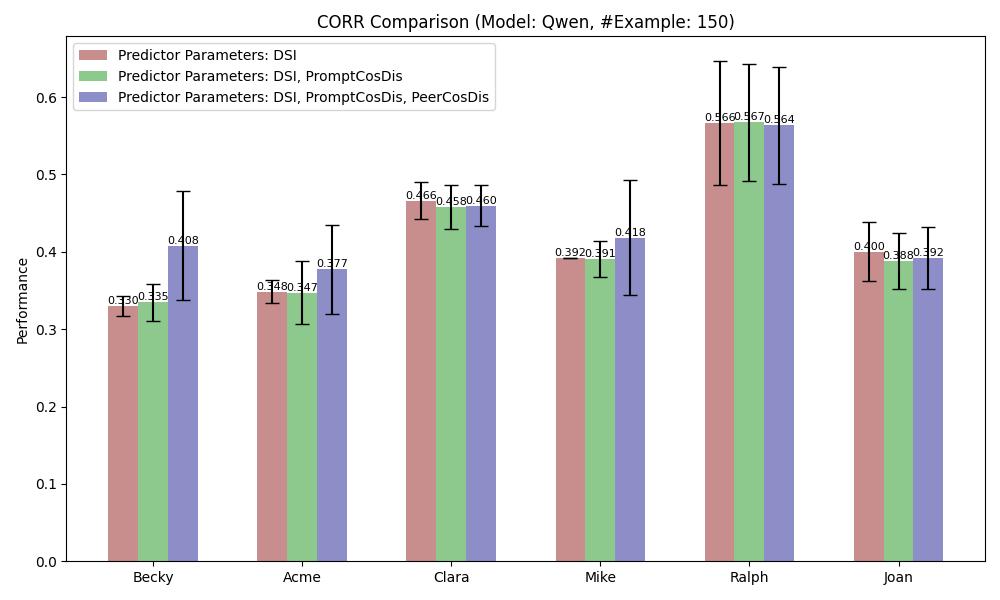 CORR Comparison (Model: Qwen, #Example: 150)
Predictor Parameters: DSI
Predictor Parameters: DSI, PromptCosDis
Predictor Parameters: DSI, PromptCosDis, PeerCosDis
Performance
0.6
0.5
0.4
0.3
0.2
0.1
0.0
0.330
0.335
0.408
0.348
0.347
0.377
0.466
0.458
0.460
0.392
0.391
0.418
0.566
0.567
0.564
0.400
0.388
0.392
Becky
Acme
Clara
Mike
Ralph
Joan